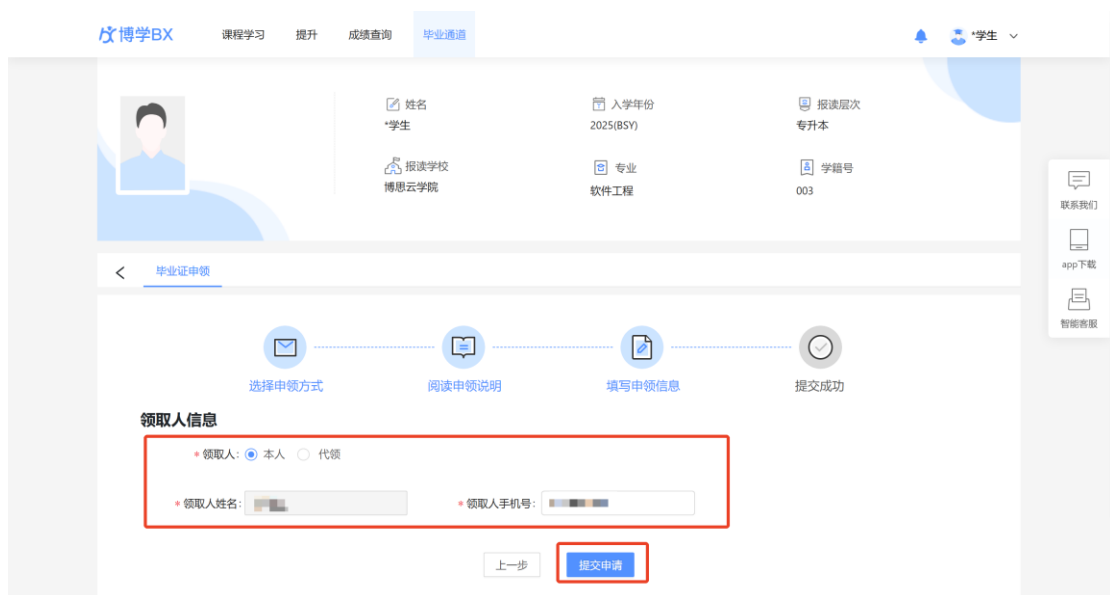 博学BX 课程学习 提升 成绩查询 毕业通道 *学生
姓名 入学年份 报读层次
*学生 2025(BSY) 专升本
报读学校 专业 学籍号
博思云学院 软件工程 003
联系我们
app下载
智能客服
毕业证申领
选择申领方式 阅读申领说明 填写申领信息 提交成功
领取人信息
* 领取人: 本人 代领
* 领取人姓名: * 领取人手机号:
上一步 提交申请